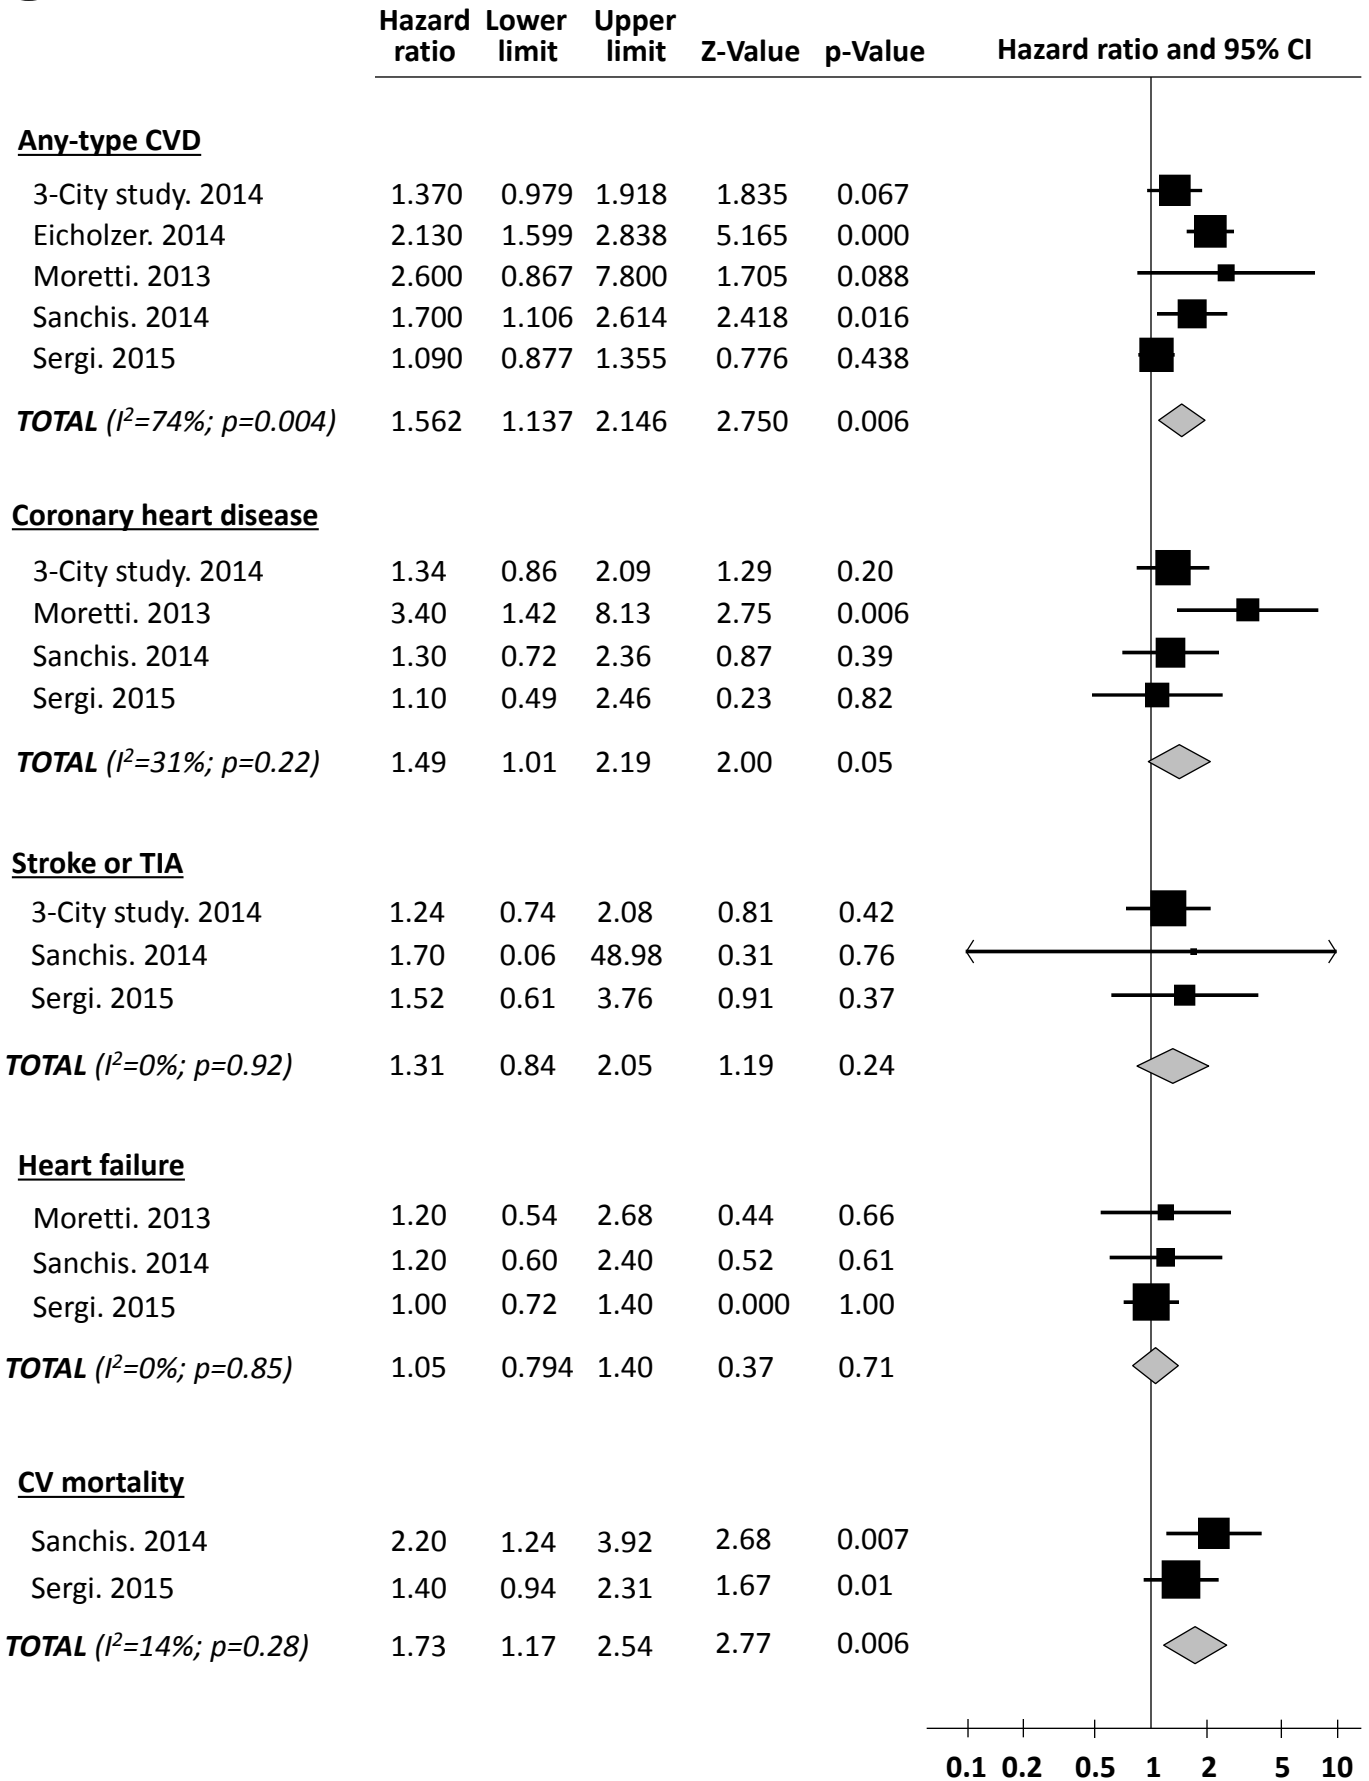 Hazard ratio Lower limit Upper limit Z-Value p-Value Hazard ratio and 95% CI
Any-type CVD
3-City study. 2014 1.370 0.979 1.918 1.835 0.067
Eicholzer. 2014 2.130 1.599 2.838 5.165 0.000
Moretti. 2013 2.600 0.867 7.800 1.705 0.088
Sanchis. 2014 1.700 1.106 2.614 2.418 0.016
Sergi. 2015 1.090 0.877 1.355 0.776 0.438
TOTAL (I²=74%; p=0.004) 1.562 1.137 2.146 2.750 0.006
Coronary heart disease
3-City study. 2014 1.34 0.86 2.09 1.29 0.20
Moretti. 2013 3.40 1.42 8.13 2.75 0.006
Sanchis. 2014 1.30 0.72 2.36 0.87 0.39
Sergi. 2015 1.10 0.49 2.46 0.23 0.82
TOTAL (I²=31%; p=0.22) 1.49 1.01 2.19 2.00 0.05
Stroke or TIA
3-City study. 2014 1.24 0.74 2.08 0.81 0.42
Sanchis. 2014 1.70 0.06 48.98 0.31 0.76
Sergi. 2015 1.52 0.61 3.76 0.91 0.37
TOTAL (I²=0%; p=0.92) 1.31 0.84 2.05 1.19 0.24
Heart failure
Moretti. 2013 1.20 0.54 2.68 0.44 0.66
Sanchis. 2014 1.20 0.60 2.40 0.52 0.61
Sergi. 2015 1.00 0.72 1.40 0.000 1.00
TOTAL (I²=0%; p=0.85) 1.05 0.794 1.40 0.37 0.71
CV mortality
Sanchis. 2014 2.20 1.24 3.92 2.68 0.007
Sergi. 2015 1.40 0.94 2.31 1.67 0.01
TOTAL (I²=14%; p=0.28) 1.73 1.17 2.54 2.77 0.006
0.1 0.2 0.5 1 2 5 10